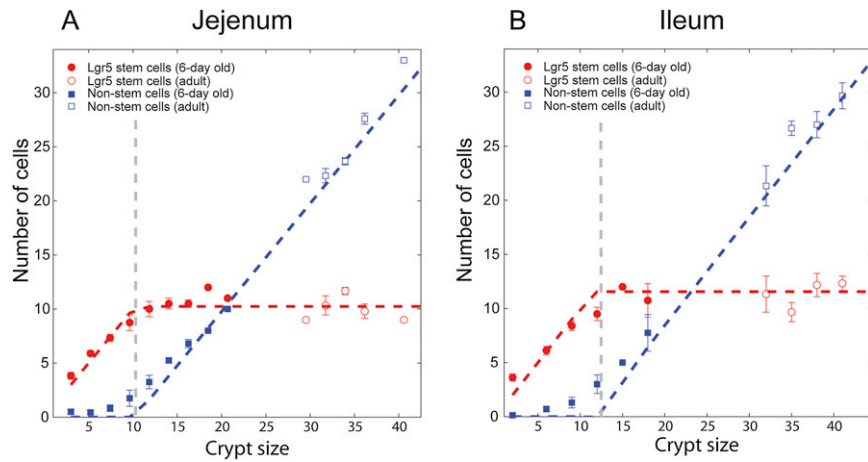 A Jejenum
Number of cells
Lgr5 stem cells (6-day old)
Lgr5 stem cells (adult)
Non-stem cells (6-day old)
Non-stem cells (adult)
30
25
20
15
10
5
0
5 10 15 20 25 30 35 40
Crypt size
B Ileum
Number of cells
Lgr5 stem cells (6-day old)
Lgr5 stem cells (adult)
Non-stem cells (6-day old)
Non-stem cells (adult)
30
25
20
15
10
5
0
5 10 15 20 25 30 35 40
Crypt size